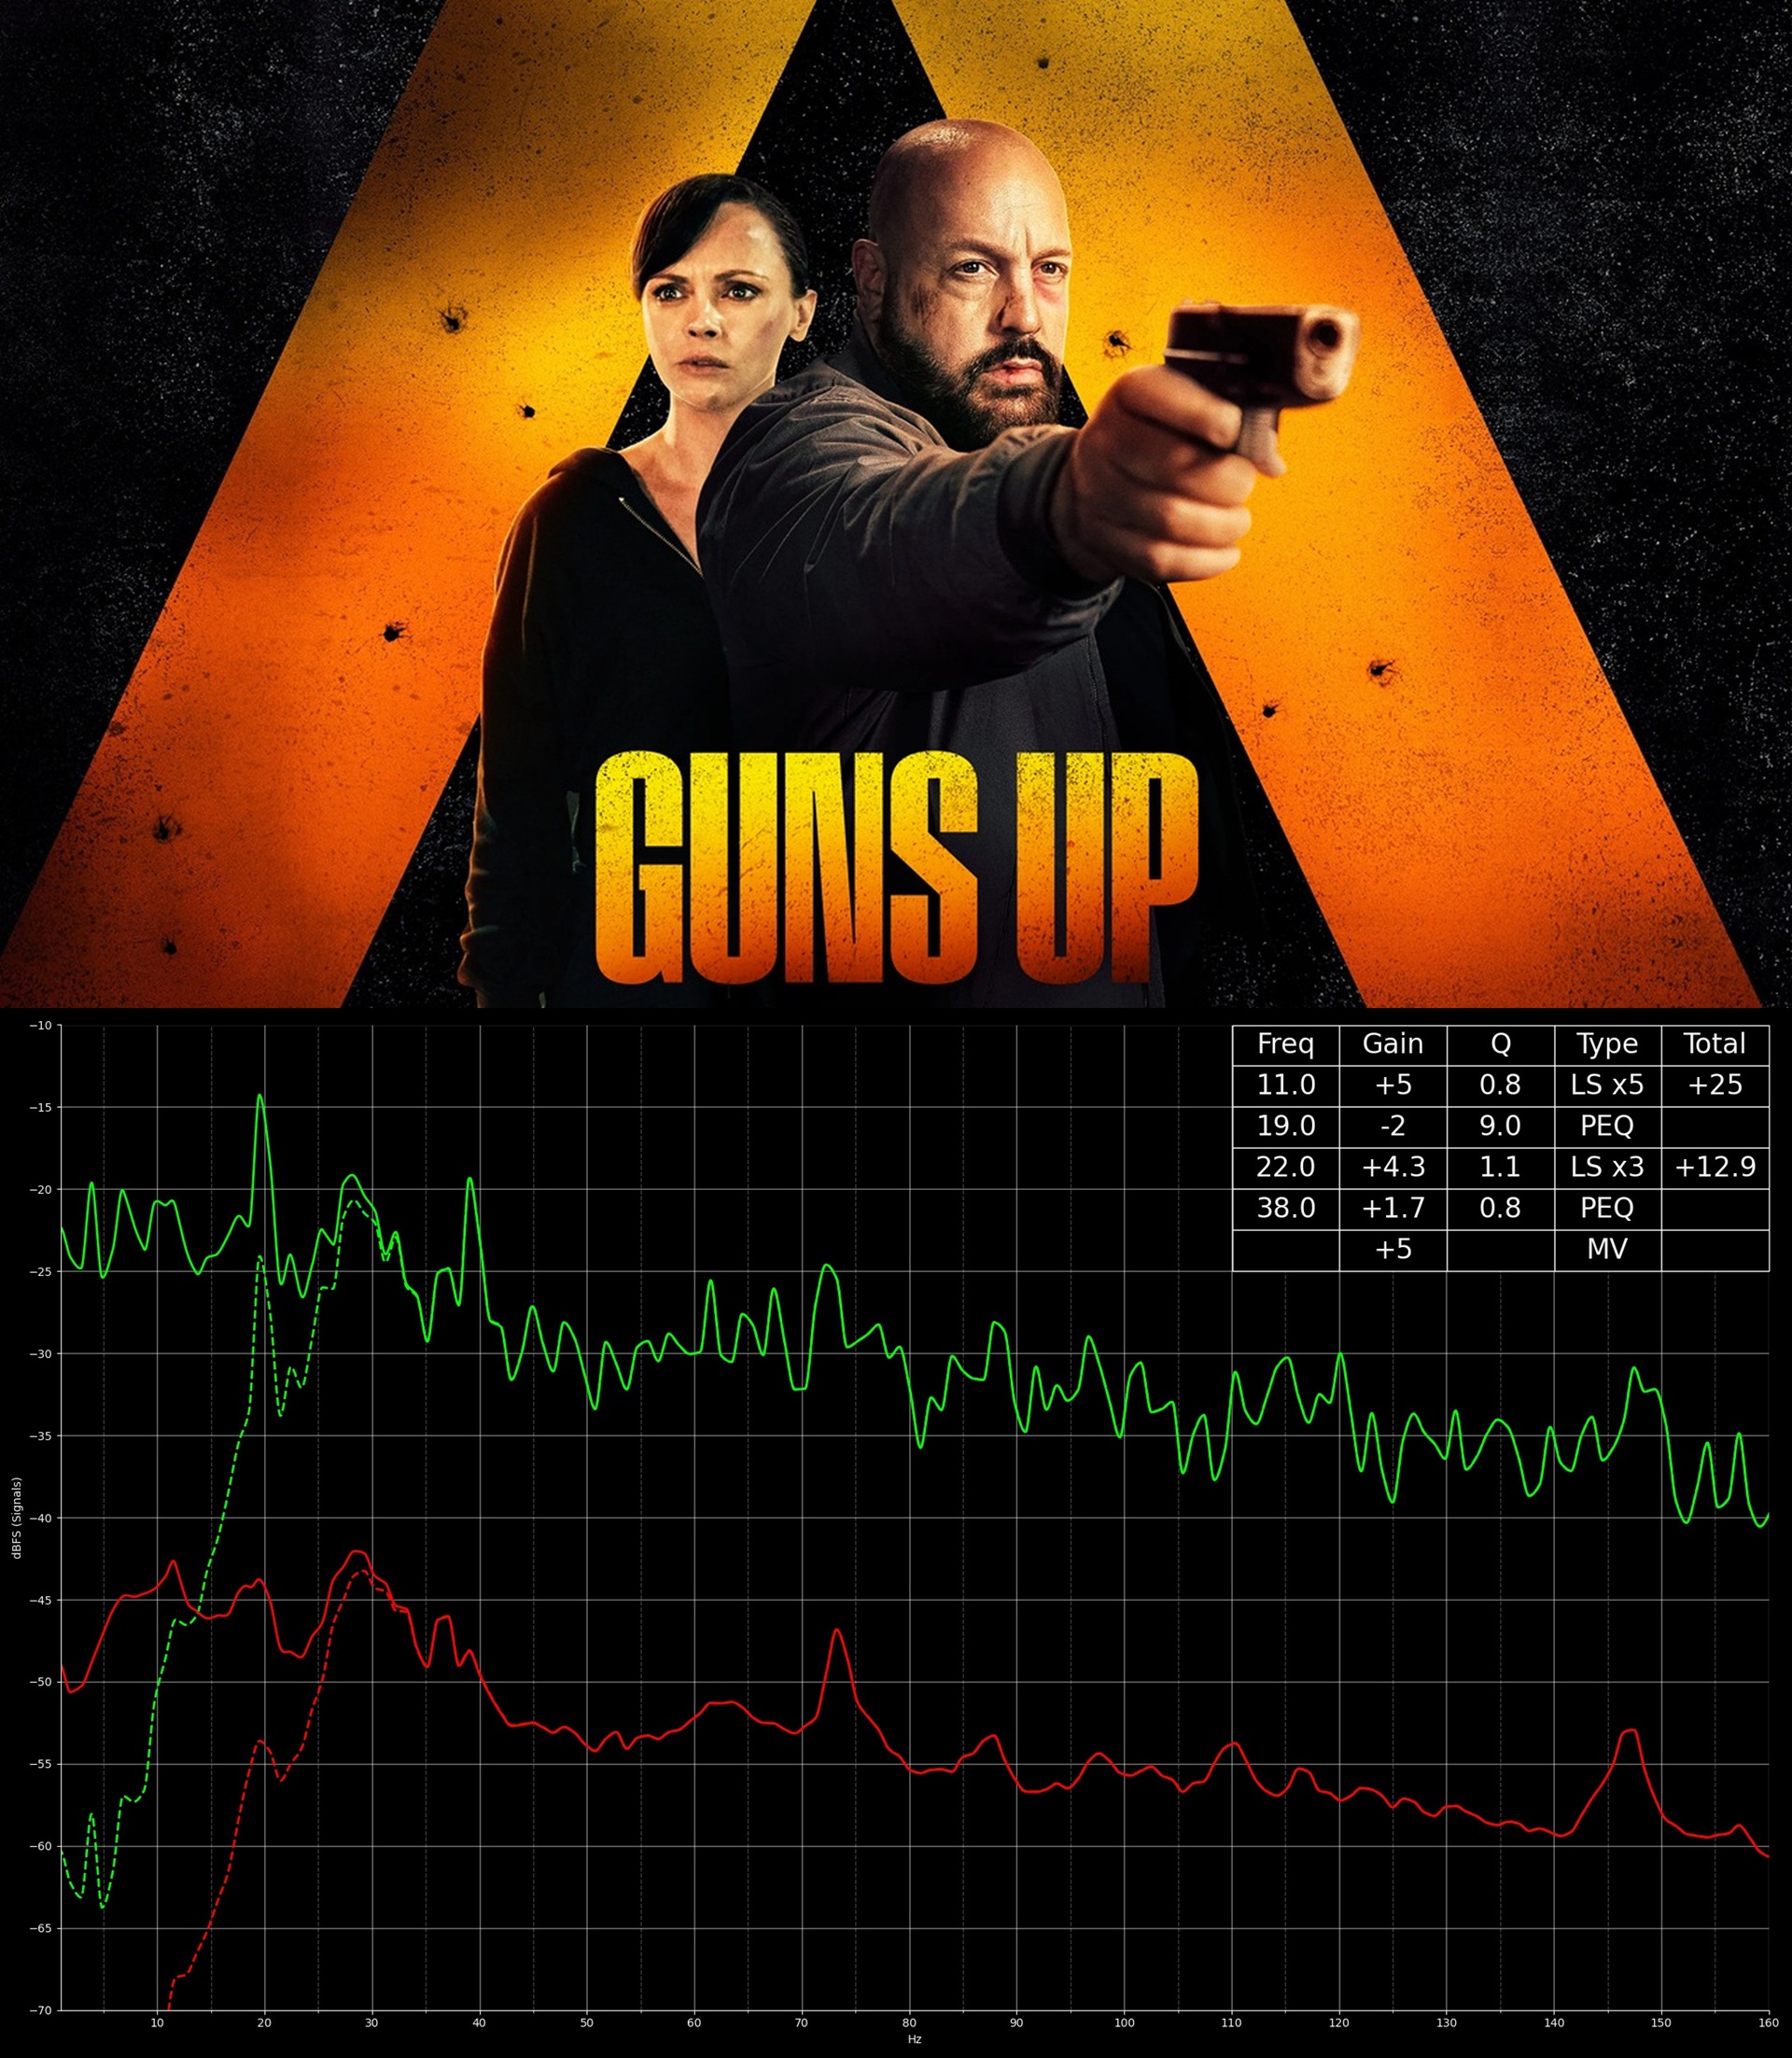 GUNS UP
Freq Gain Q Type Total
11.0 +5 0.8 LS x5 +25
19.0 -2 9.0 PEQ
22.0 +4.3 1.1 LS x3 +12.9
38.0 +1.7 0.8 PEQ
+5 MV
−10
−15
−20
−25
−30
−35
−40
−45
−50
−55
−60
−65
−70
dBFS (Signals)
10 20 30 40 50 60 70 80 90 100 110 120 130 140 150 160
Hz